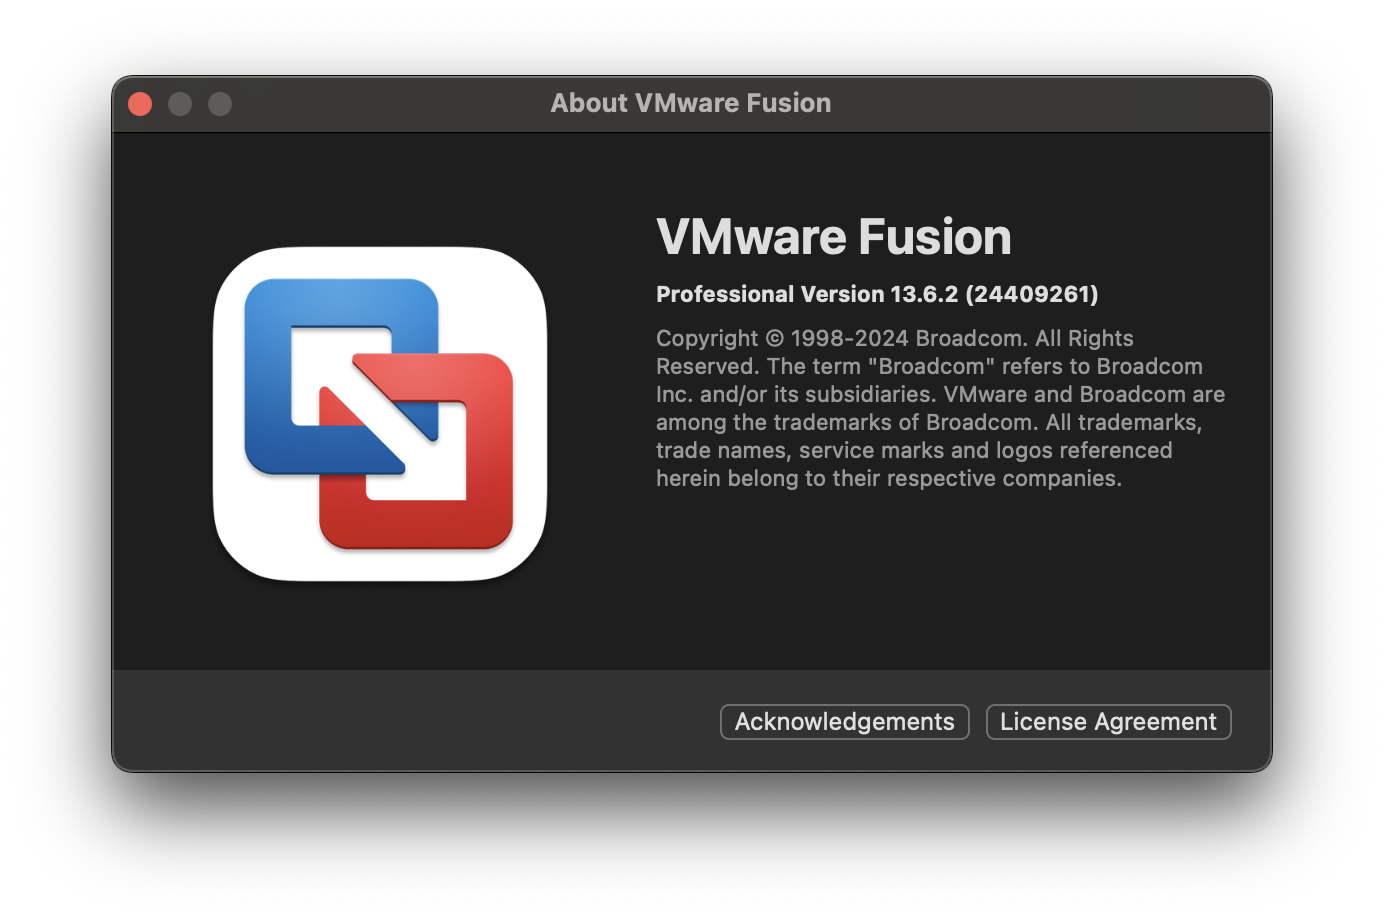 About VMware Fusion
VMware Fusion
Professional Version 13.6.2 (24409261)
Copyright © 1998-2024 Broadcom. All Rights
Reserved. The term "Broadcom" refers to Broadcom
Inc. and/or its subsidiaries. VMware and Broadcom are
among the trademarks of Broadcom. All trademarks,
trade names, service marks and logos referenced
herein belong to their respective companies.
Acknowledgements
License Agreement